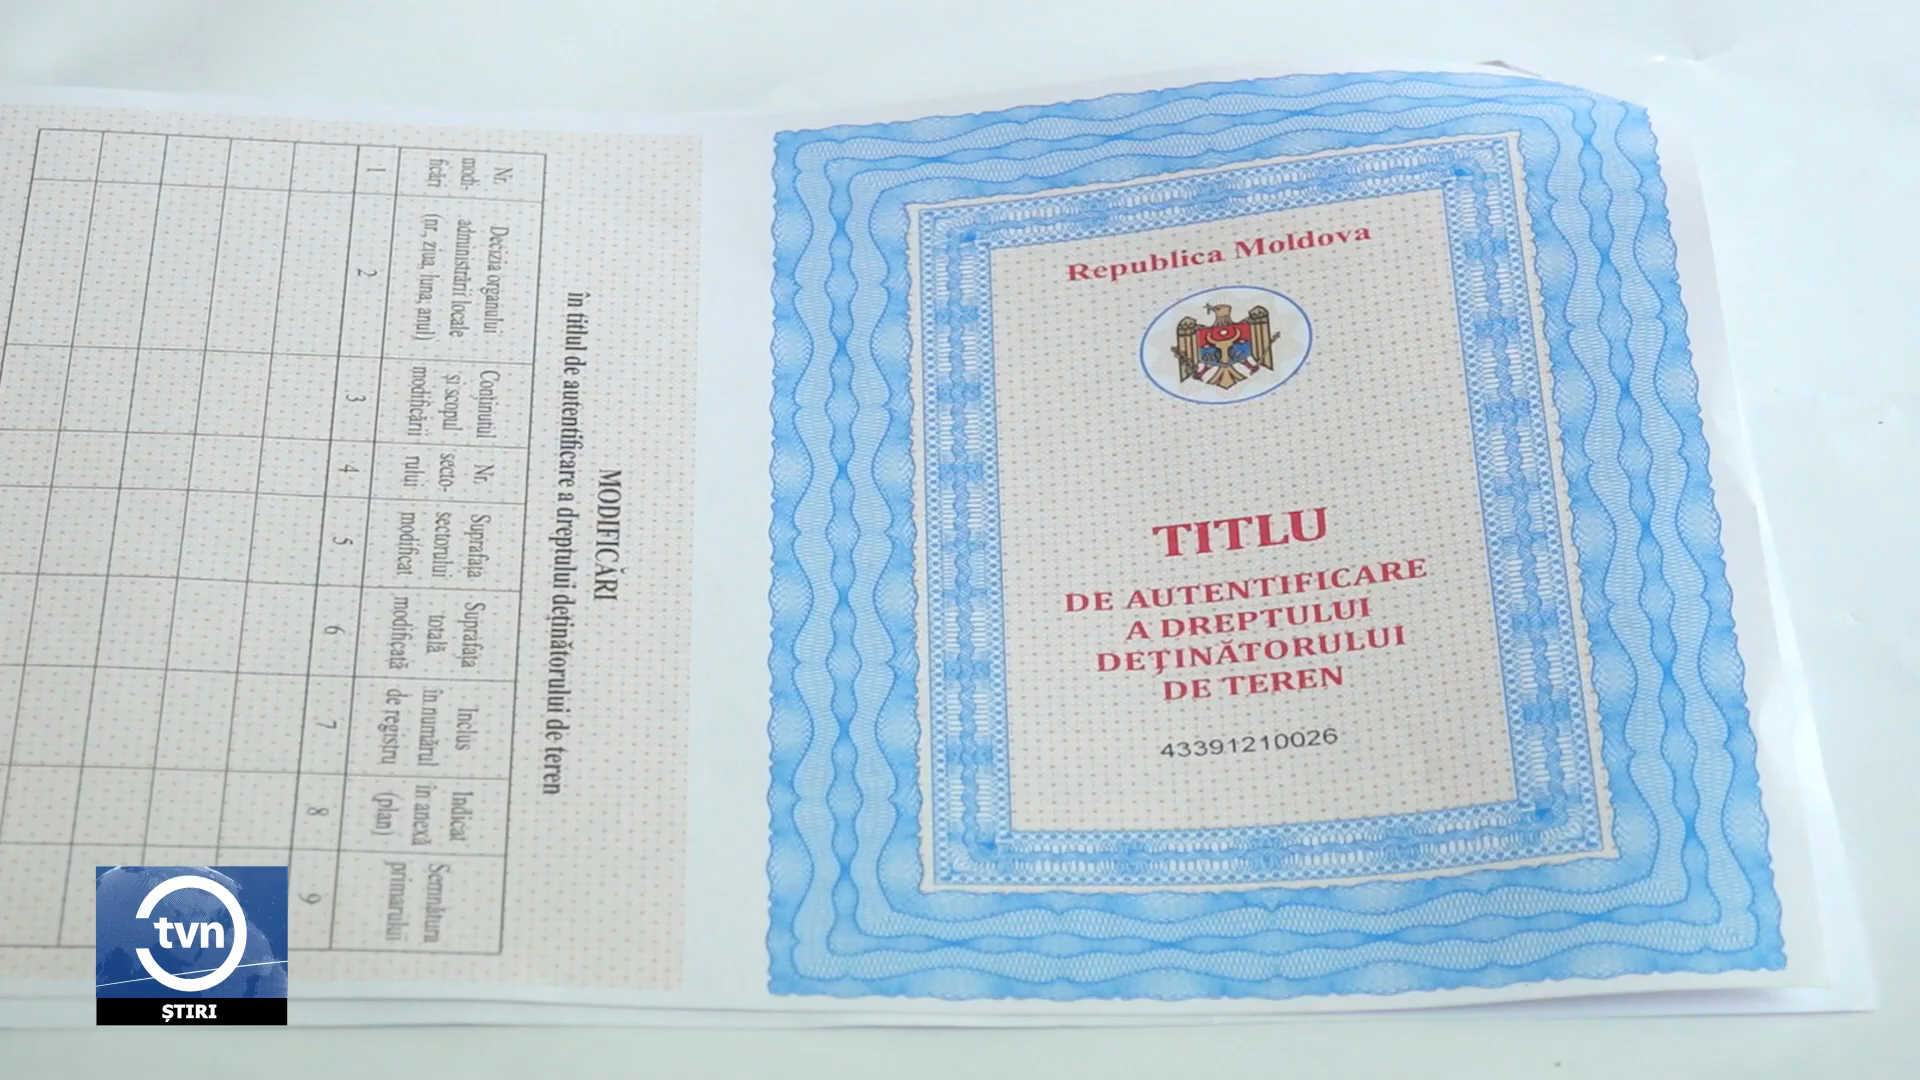 MODIFICĂRI
în titlul de autentificare a dreptului deținătorului de teren
Nr. modi- ficări
Decizia organului administrării locale (nr., ziua, luna, anul)
Conținutul și scopul modificării
Nr. secto- rului
Suprafața sectorului modificat
Suprafața totală modificată
Inclus în numărul de registru
Indicat în anexă (plan)
Semnătura primarului
1 2 3 4 5 6 7 8 9
Republica Moldova
TITLU
DE AUTENTIFICARE
A DREPTULUI
DEŢINĂTORULUI
DE TEREN
43391210026
tvn
ȘTIRI